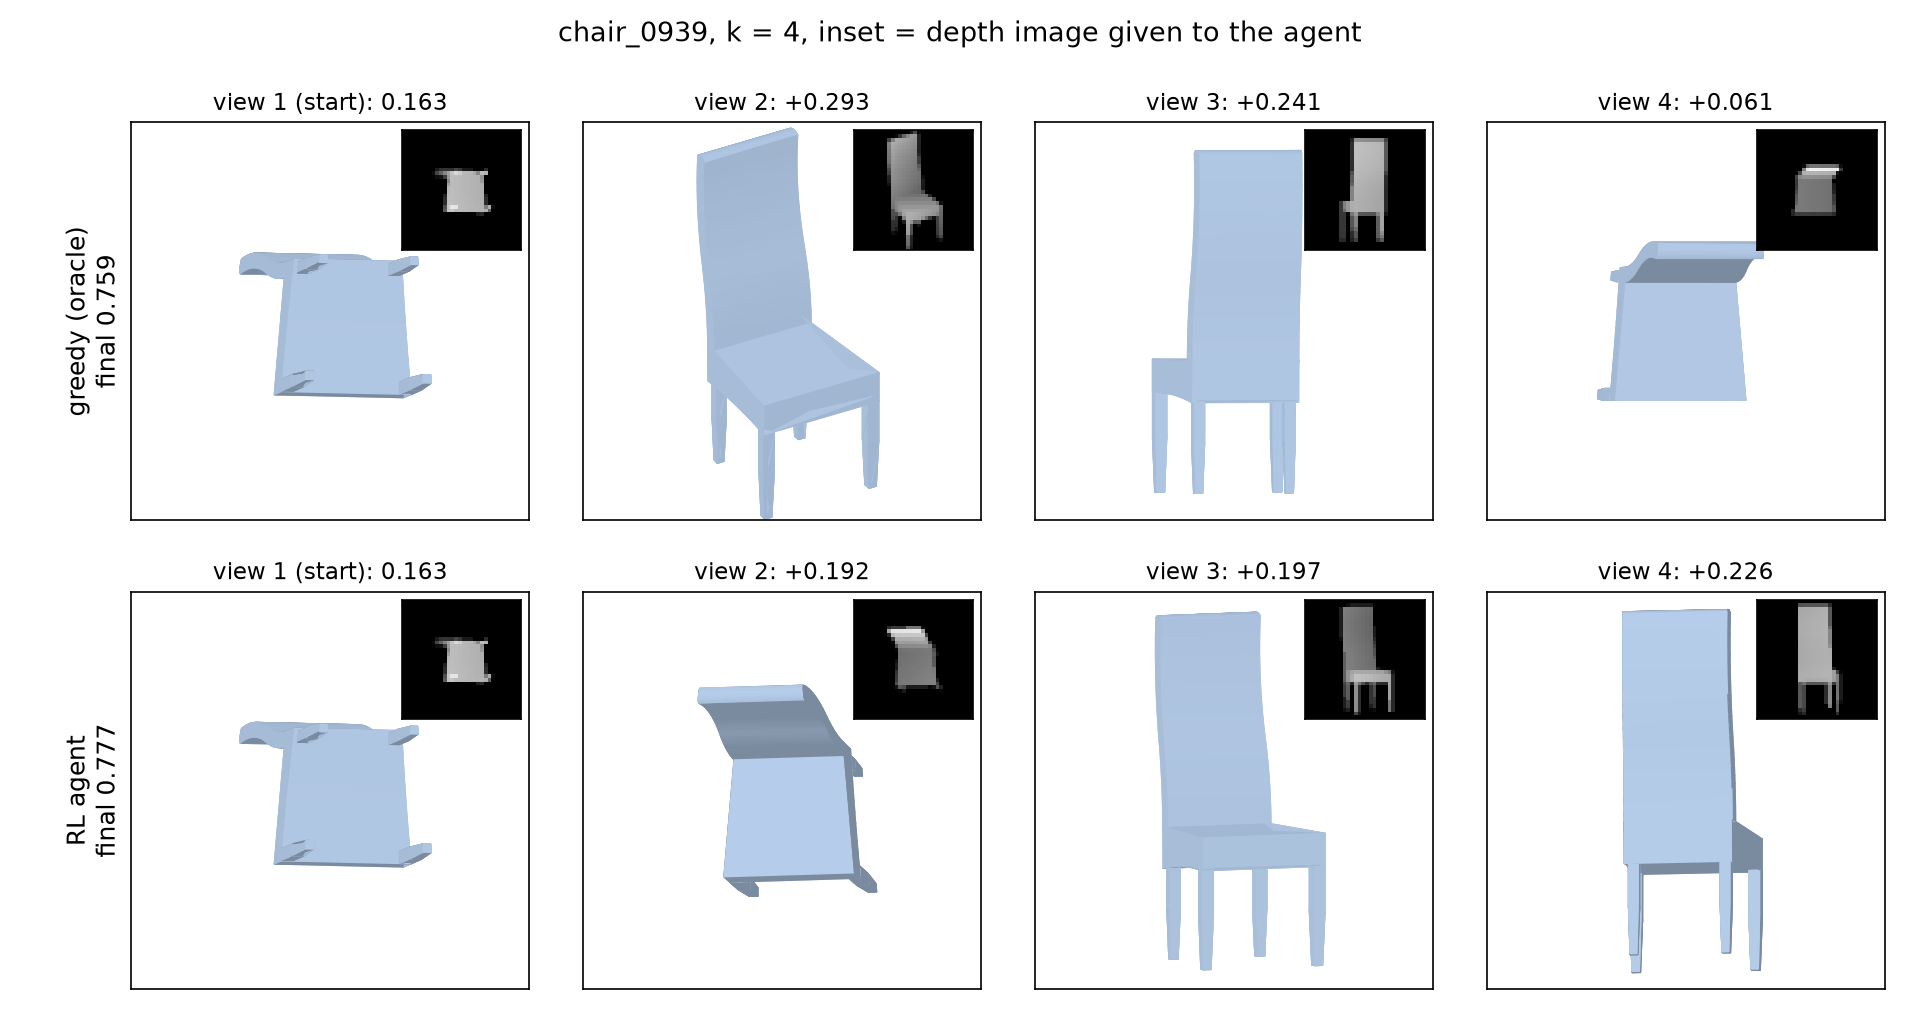 chair_0939, k = 4, inset = depth image given to the agent
greedy (oracle)
final 0.759
view 1 (start): 0.163
view 2: +0.293
view 3: +0.241
view 4: +0.061
RL agent
final 0.777
view 1 (start): 0.163
view 2: +0.192
view 3: +0.197
view 4: +0.226